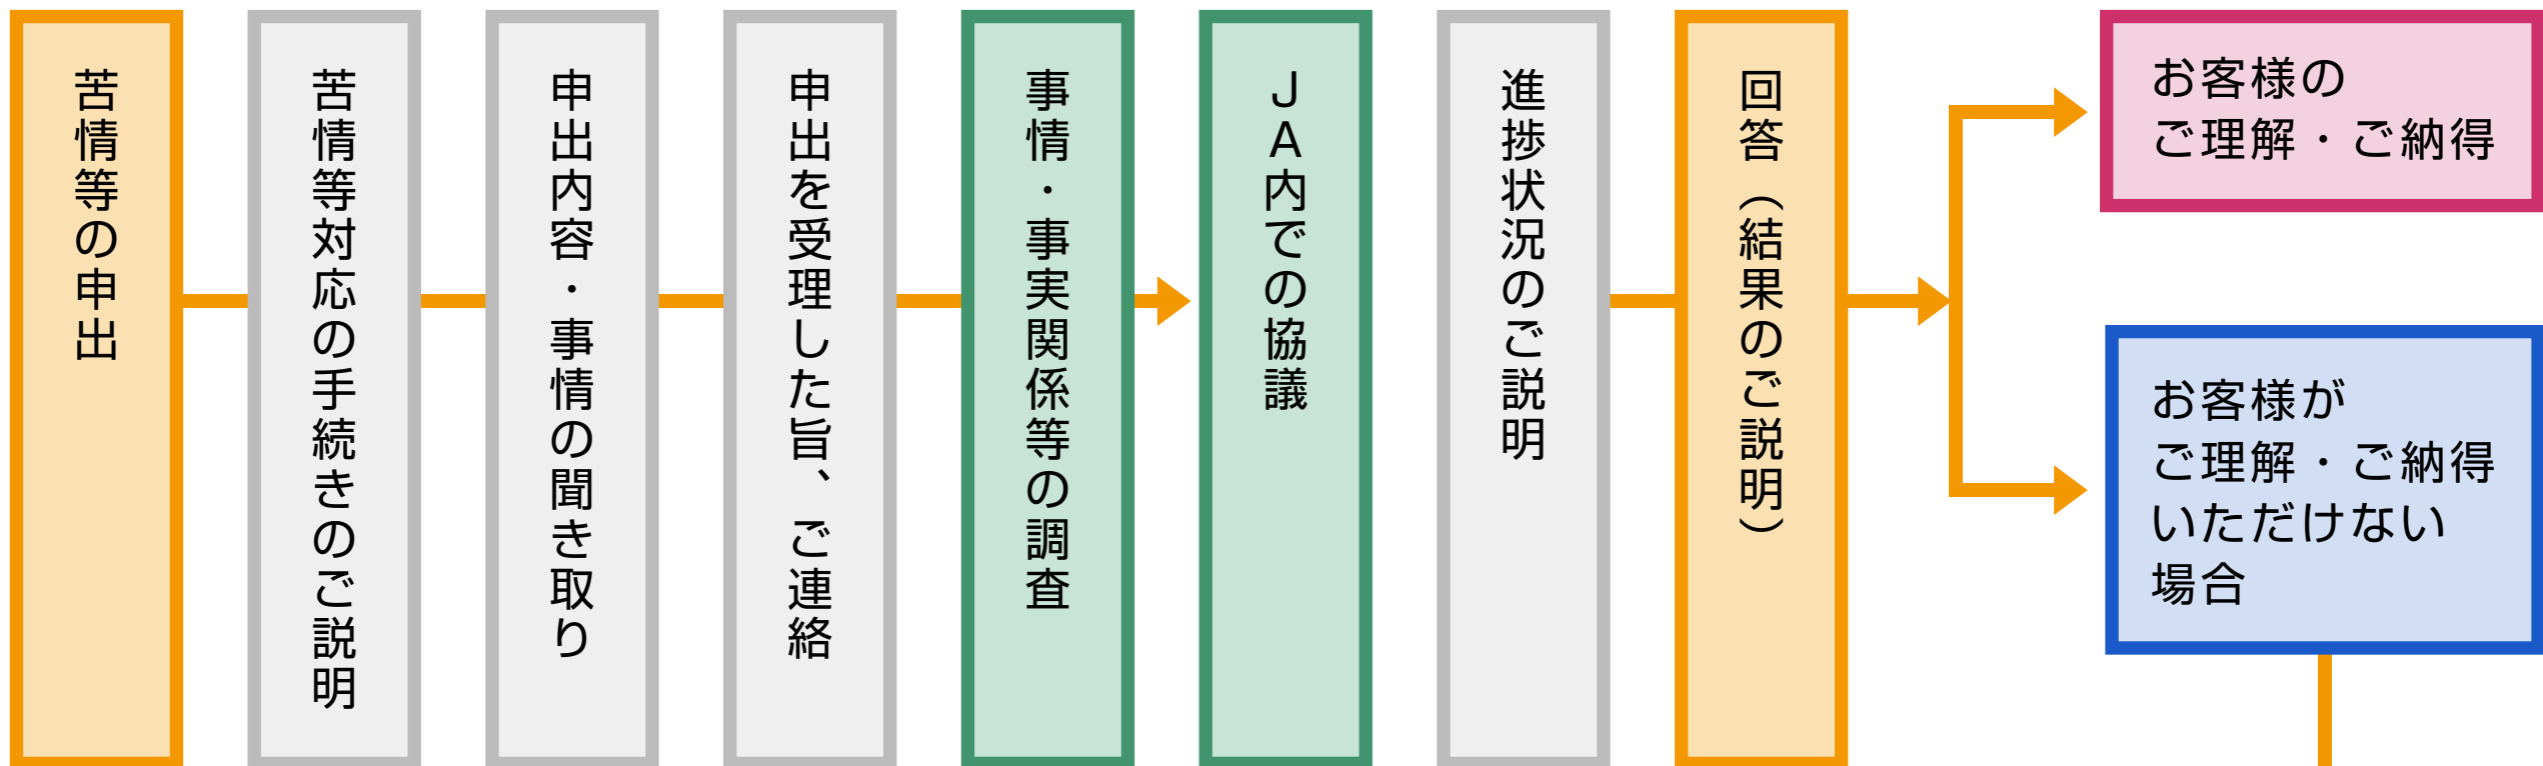 苦情等の申出
苦情等対応の手続きのご説明
申出内容・事情の聞き取り
申出を受理した旨、ご連絡
事情・事実関係等の調査
ＪＡ内での協議
進捗状況のご説明
回答（結果のご説明）
お客様の
ご理解・ご納得
お客様が
ご理解・ご納得
いただけない
場合